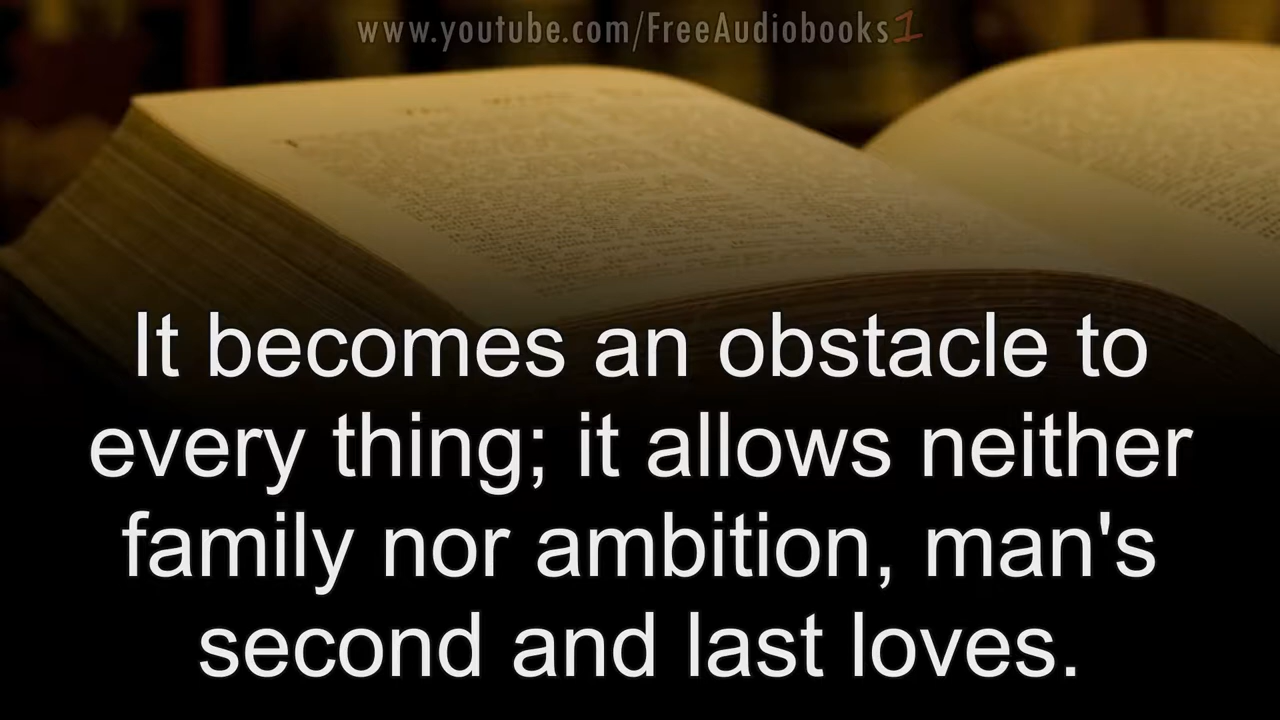 www.youtube.com/FreeAudiobooks1
It becomes an obstacle to
every thing; it allows neither
family nor ambition, man's
second and last loves.